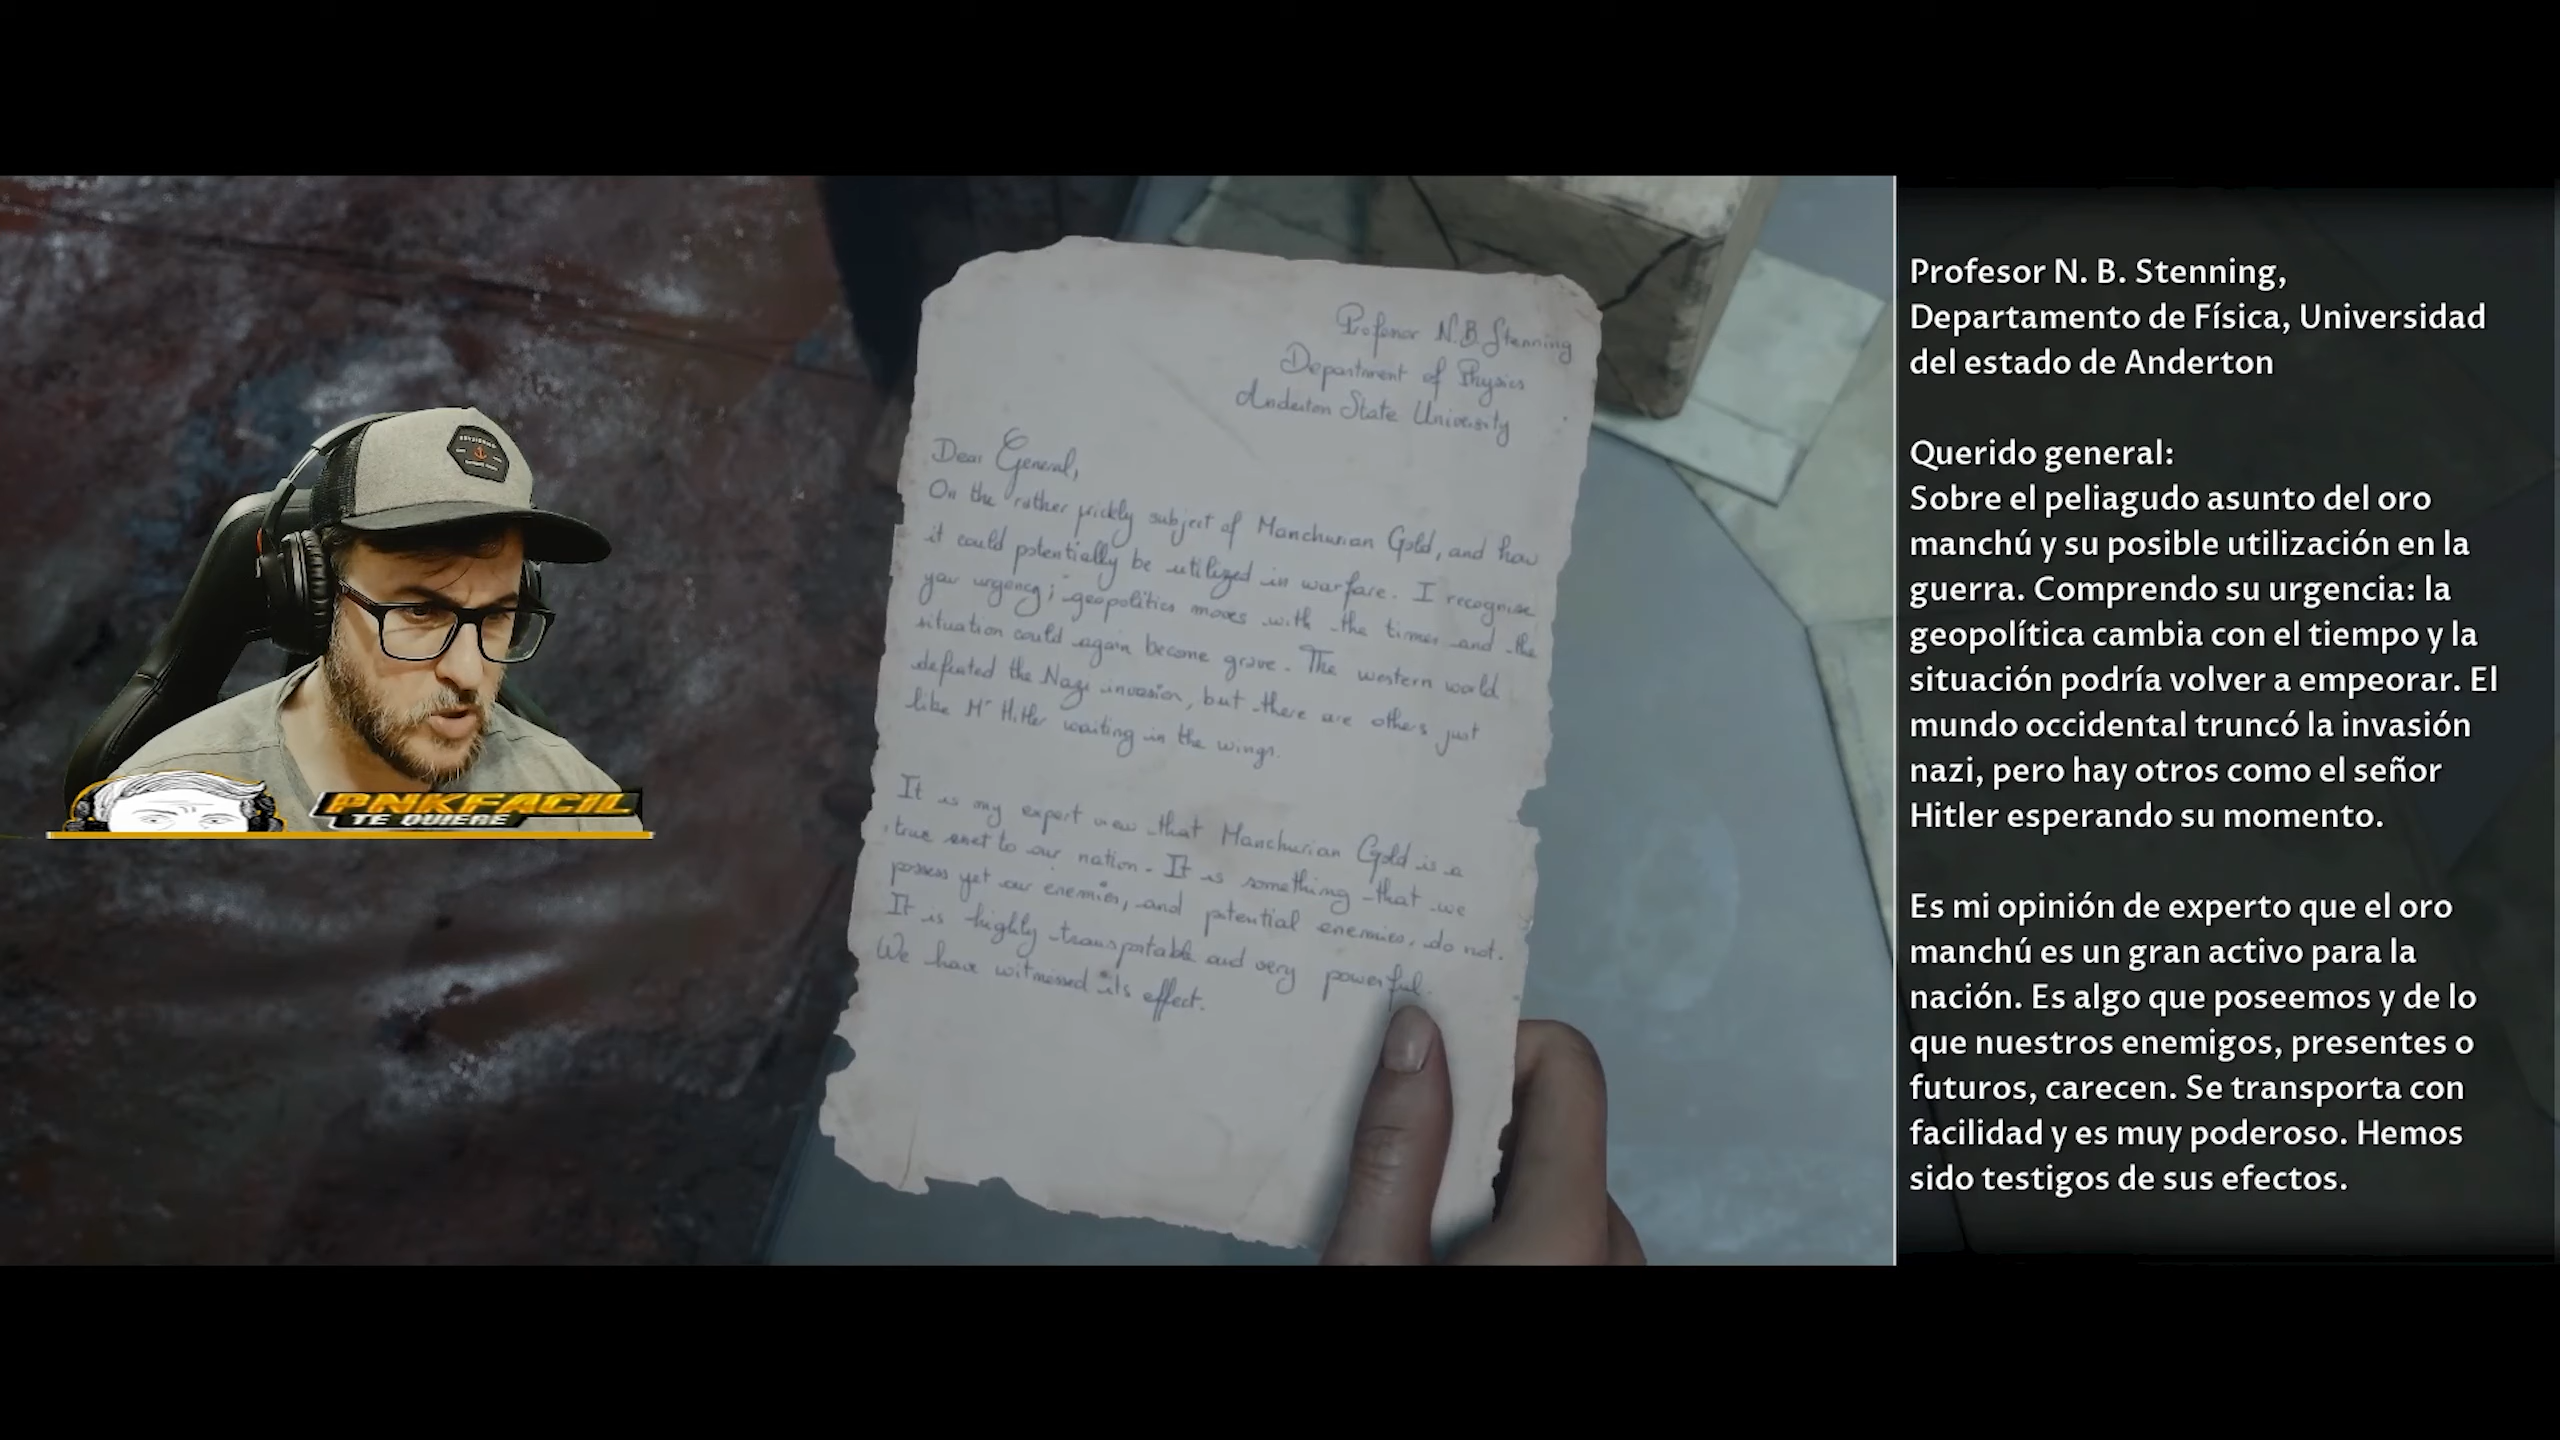 Professor N.B. Stenning
Department of Physics
Anderton State University
Dear General,
On the rather prickly subject of Manchurian Gold, and how
it could potentially be utilized in warfare. I recognise
your urgency; geopolitics moves with the times and the
situation could again become grave. The western world
defeated the Nazi invasion, but there are others just
like Mr Hitler waiting in the wings.
It is my expert view that Manchurian Gold is a
true asset to our nation. It is something that we
possess yet our enemies, and potential enemies, do not.
It is highly transportable and very powerful.
We have witnessed its effect.
PNKFACIL
TE QUIERE
Profesor N. B. Stenning,
Departamento de Física, Universidad
del estado de Anderton
Querido general:
Sobre el peliagudo asunto del oro
manchú y su posible utilización en la
guerra. Comprendo su urgencia: la
geopolítica cambia con el tiempo y la
situación podría volver a empeorar. El
mundo occidental truncó la invasión
nazi, pero hay otros como el señor
Hitler esperando su momento.
Es mi opinión de experto que el oro
manchú es un gran activo para la
nación. Es algo que poseemos y de lo
que nuestros enemigos, presentes o
futuros, carecen. Se transporta con
facilidad y es muy poderoso. Hemos
sido testigos de sus efectos.